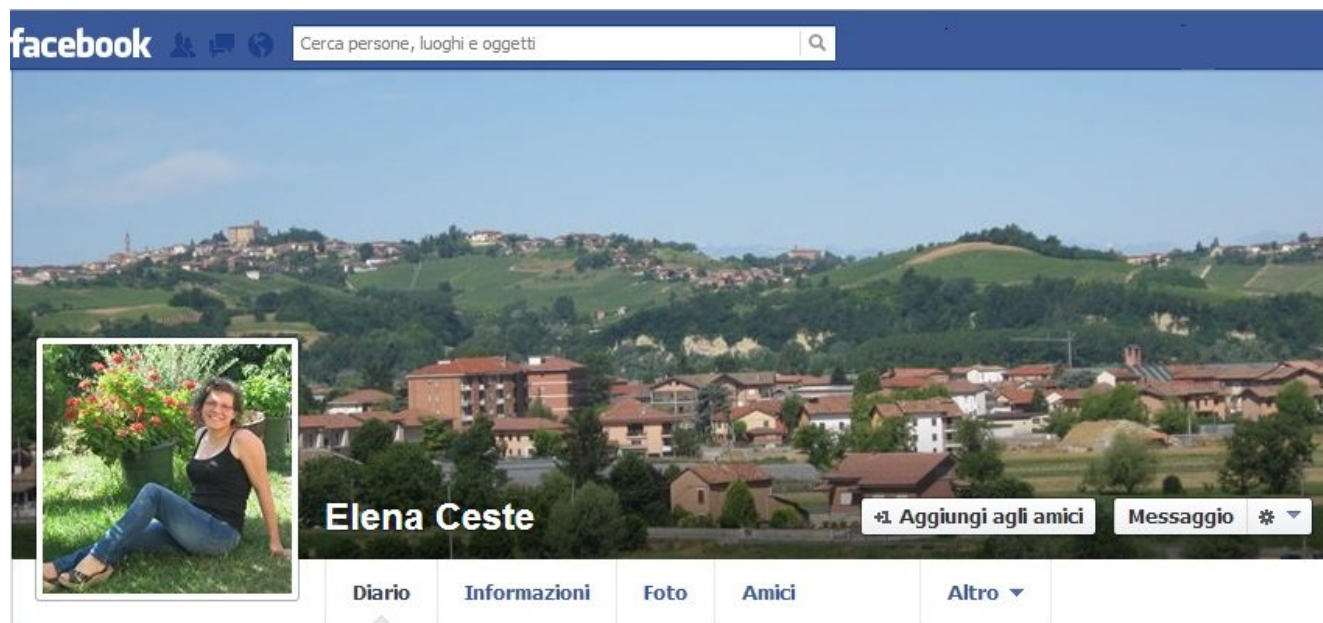 facebook Cerca persone, luoghi e oggetti
Elena Ceste
+1 Aggiungi agli amici Messaggio
Diario Informazioni Foto Amici Altro